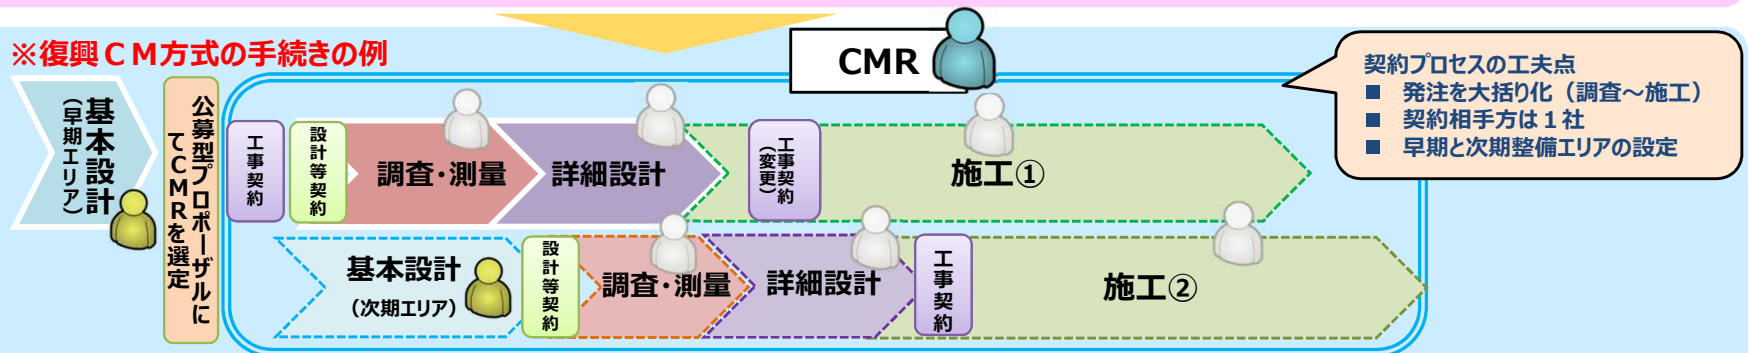 ※復興ＣＭ方式の手続きの例
CMR
契約プロセスの工夫点
■ 発注を大括り化（調査～施工）
■ 契約相手方は１社
■ 早期と次期整備エリアの設定
基本設計
（早期エリア）
公募型プロポーザルに
てCMRを選定
工事契約
設計等契約
調査・測量
詳細設計
工事契約
（変更）
施工①
基本設計
（次期エリア）
設計等契約
調査・測量
詳細設計
工事契約
施工②